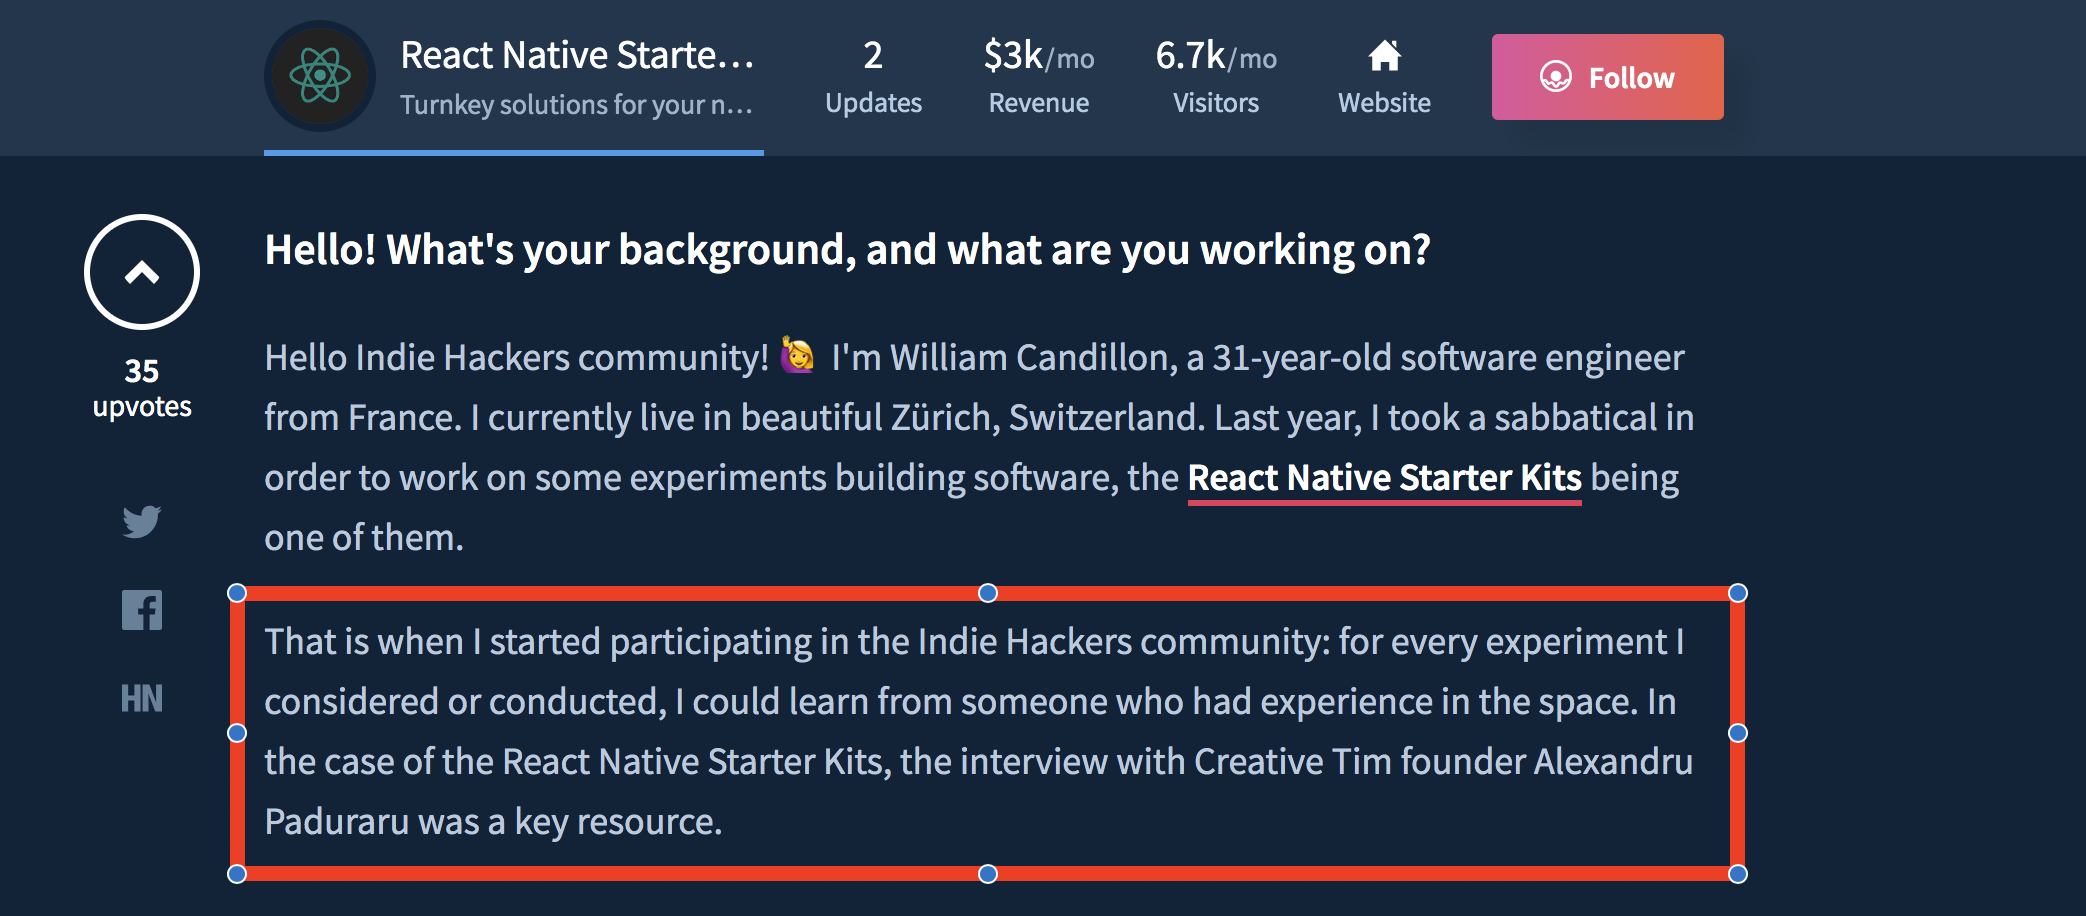 React Native Starte...
Turnkey solutions for your n...
2
Updates
$3k/mo
Revenue
6.7k/mo
Visitors
Website
Follow
35
upvotes
HN
Hello! What's your background, and what are you working on?
Hello Indie Hackers community! 🙋 I'm William Candillon, a 31-year-old software engineer
from France. I currently live in beautiful Zürich, Switzerland. Last year, I took a sabbatical in
order to work on some experiments building software, the React Native Starter Kits being
one of them.
That is when I started participating in the Indie Hackers community: for every experiment I
considered or conducted, I could learn from someone who had experience in the space. In
the case of the React Native Starter Kits, the interview with Creative Tim founder Alexandru
Paduraru was a key resource.